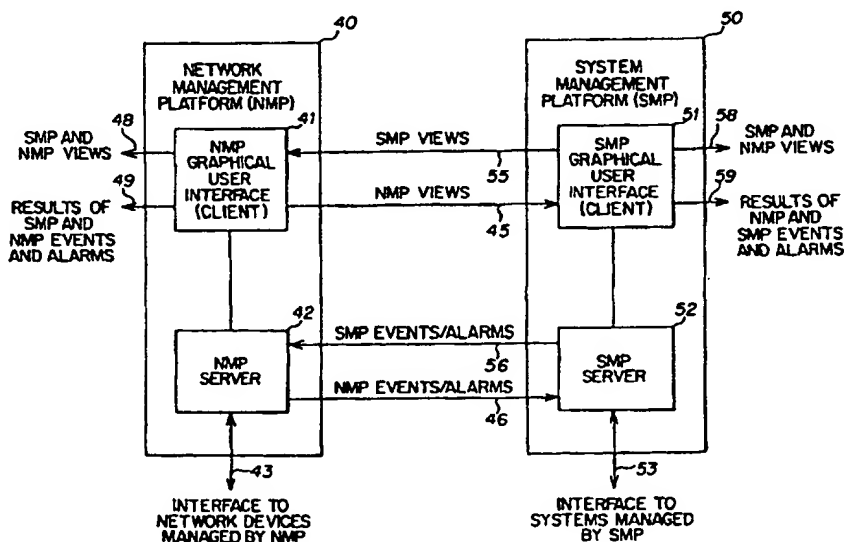 40
NETWORK
MANAGEMENT
PLATFORM (NMP)
50
SYSTEM
MANAGEMENT
PLATFORM (SMP)
48
SMP AND
NMP VIEWS
49
RESULTS OF
SMP AND
NMP EVENTS
AND ALARMS
41
NMP
GRAPHICAL
USER
INTERFACE
(CLIENT)
SMP VIEWS
55
NMP VIEWS
45
51
SMP
GRAPHICAL
USER
INTERFACE
(CLIENT)
58
SMP AND
NMP VIEWS
59
RESULTS OF
NMP AND
SMP EVENTS
AND ALARMS
42
NMP
SERVER
SMP EVENTS/ALARMS
56
NMP EVENTS/ALARMS
46
52
SMP
SERVER
43
INTERFACE TO
NETWORK DEVICES
MANAGED BY NMP
53
INTERFACE TO
SYSTEMS MANAGED
BY SMP